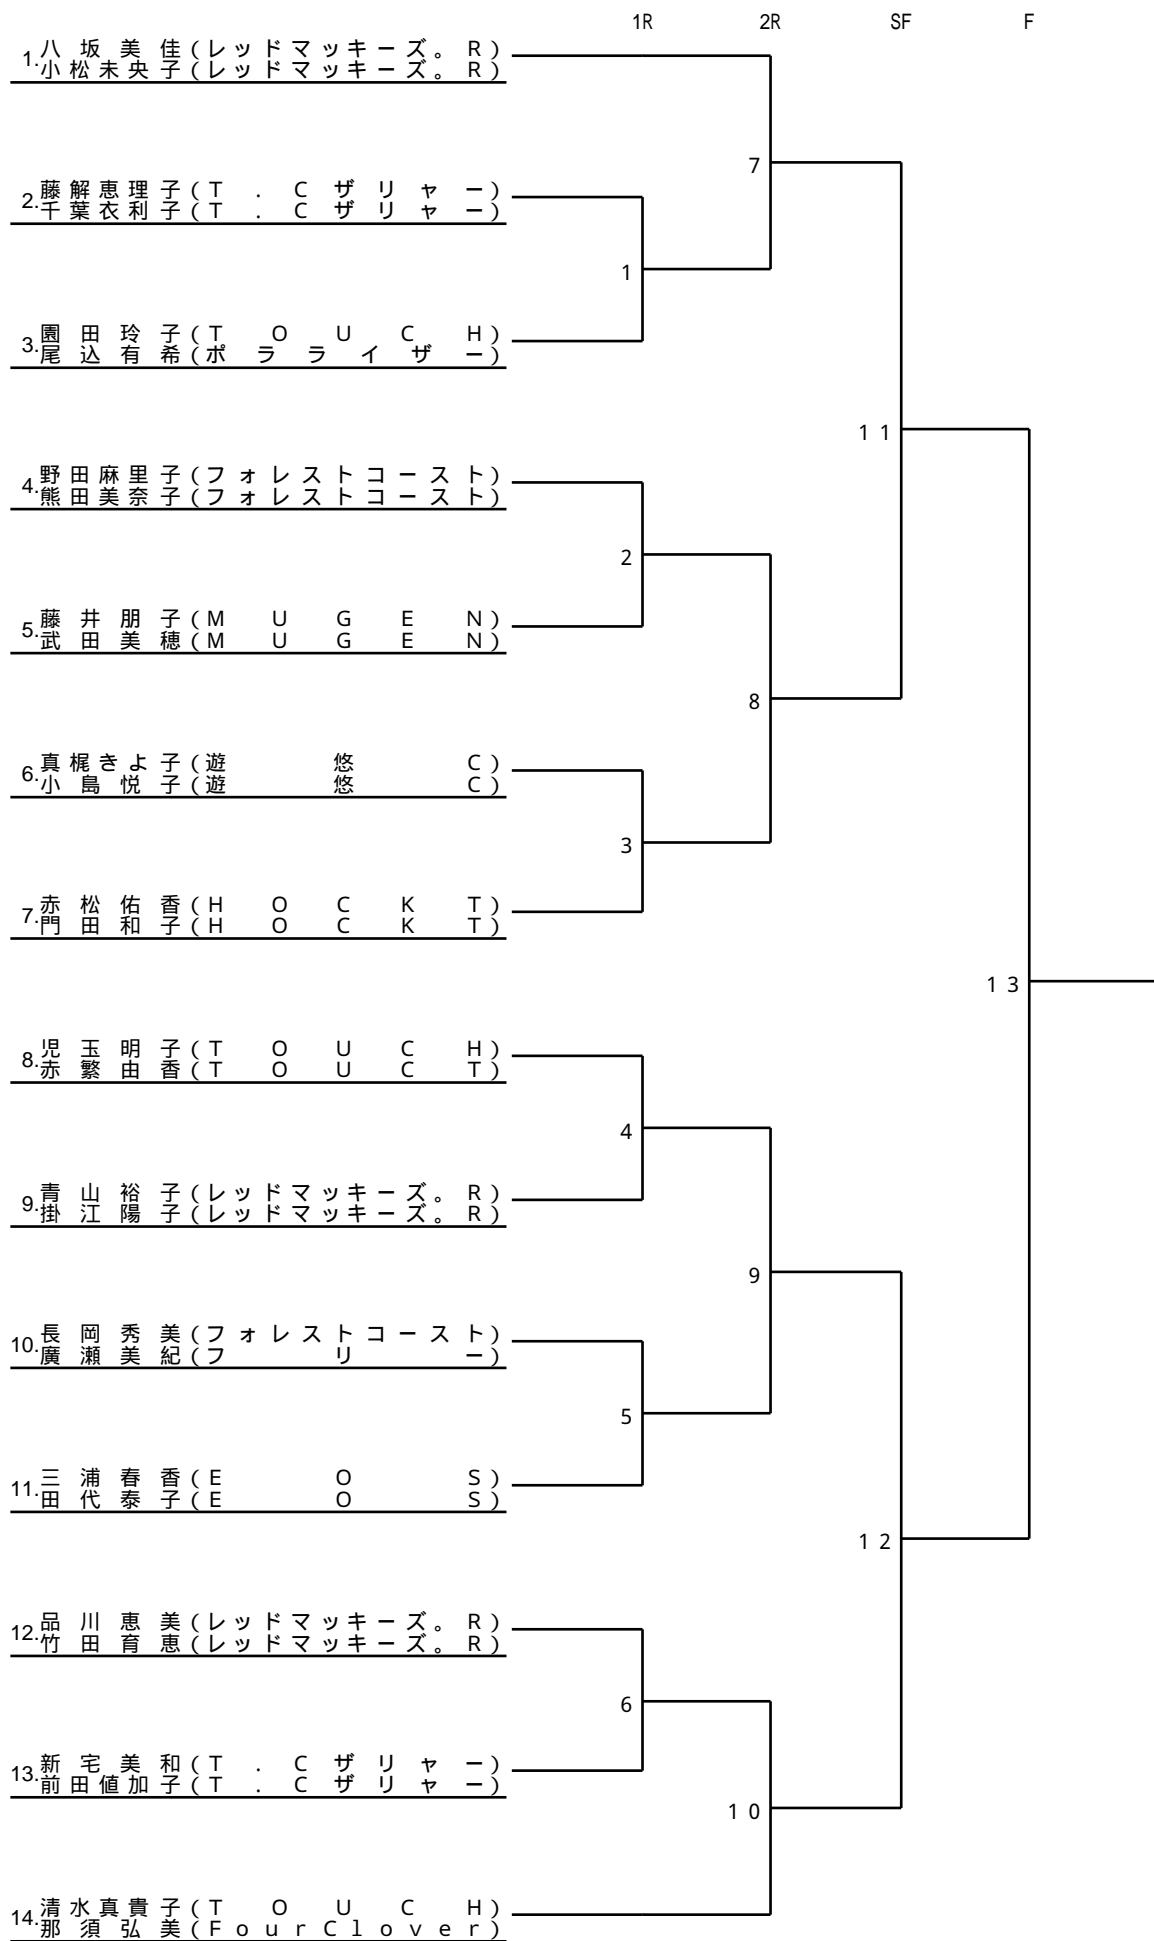 1R 2R SF F
1.八坂美佳(レッドマッキーズ。R)
小松未央子(レッドマッキーズ。R)
7
2.藤解恵理子(T.Cザリャー)
千葉衣利子(T.Cザリャー)
1
3.園田玲子(TOUCH)
尾込有希(ポラライザー)
11
4.野田麻里子(フォレストコースト)
熊田美奈子(フォレストコースト)
2
5.藤井朋子(MUGEN)
武田美穂(MUGEN)
8
6.真梶きよ子(遊悠C)
小島悦子(遊悠C)
3
7.赤松佑香(HOCKT)
門田和子(HOCKT)
13
8.児玉明子(TOUCH)
赤繁由香(TOUCT)
4
9.青山裕子(レッドマッキーズ。R)
掛江陽子(レッドマッキーズ。R)
9
10.長岡秀美(フォレストコースト)
廣瀬美紀(フリー)
5
11.三浦春香(EOS)
田代泰子(EOS)
12
12.品川恵美(レッドマッキーズ。R)
竹田育恵(レッドマッキーズ。R)
6
13.新宅美和(T.Cザリャー)
前田値加子(T.Cザリャー)
10
14.清水真貴子(TOUCH)
那須弘美(FourClover)